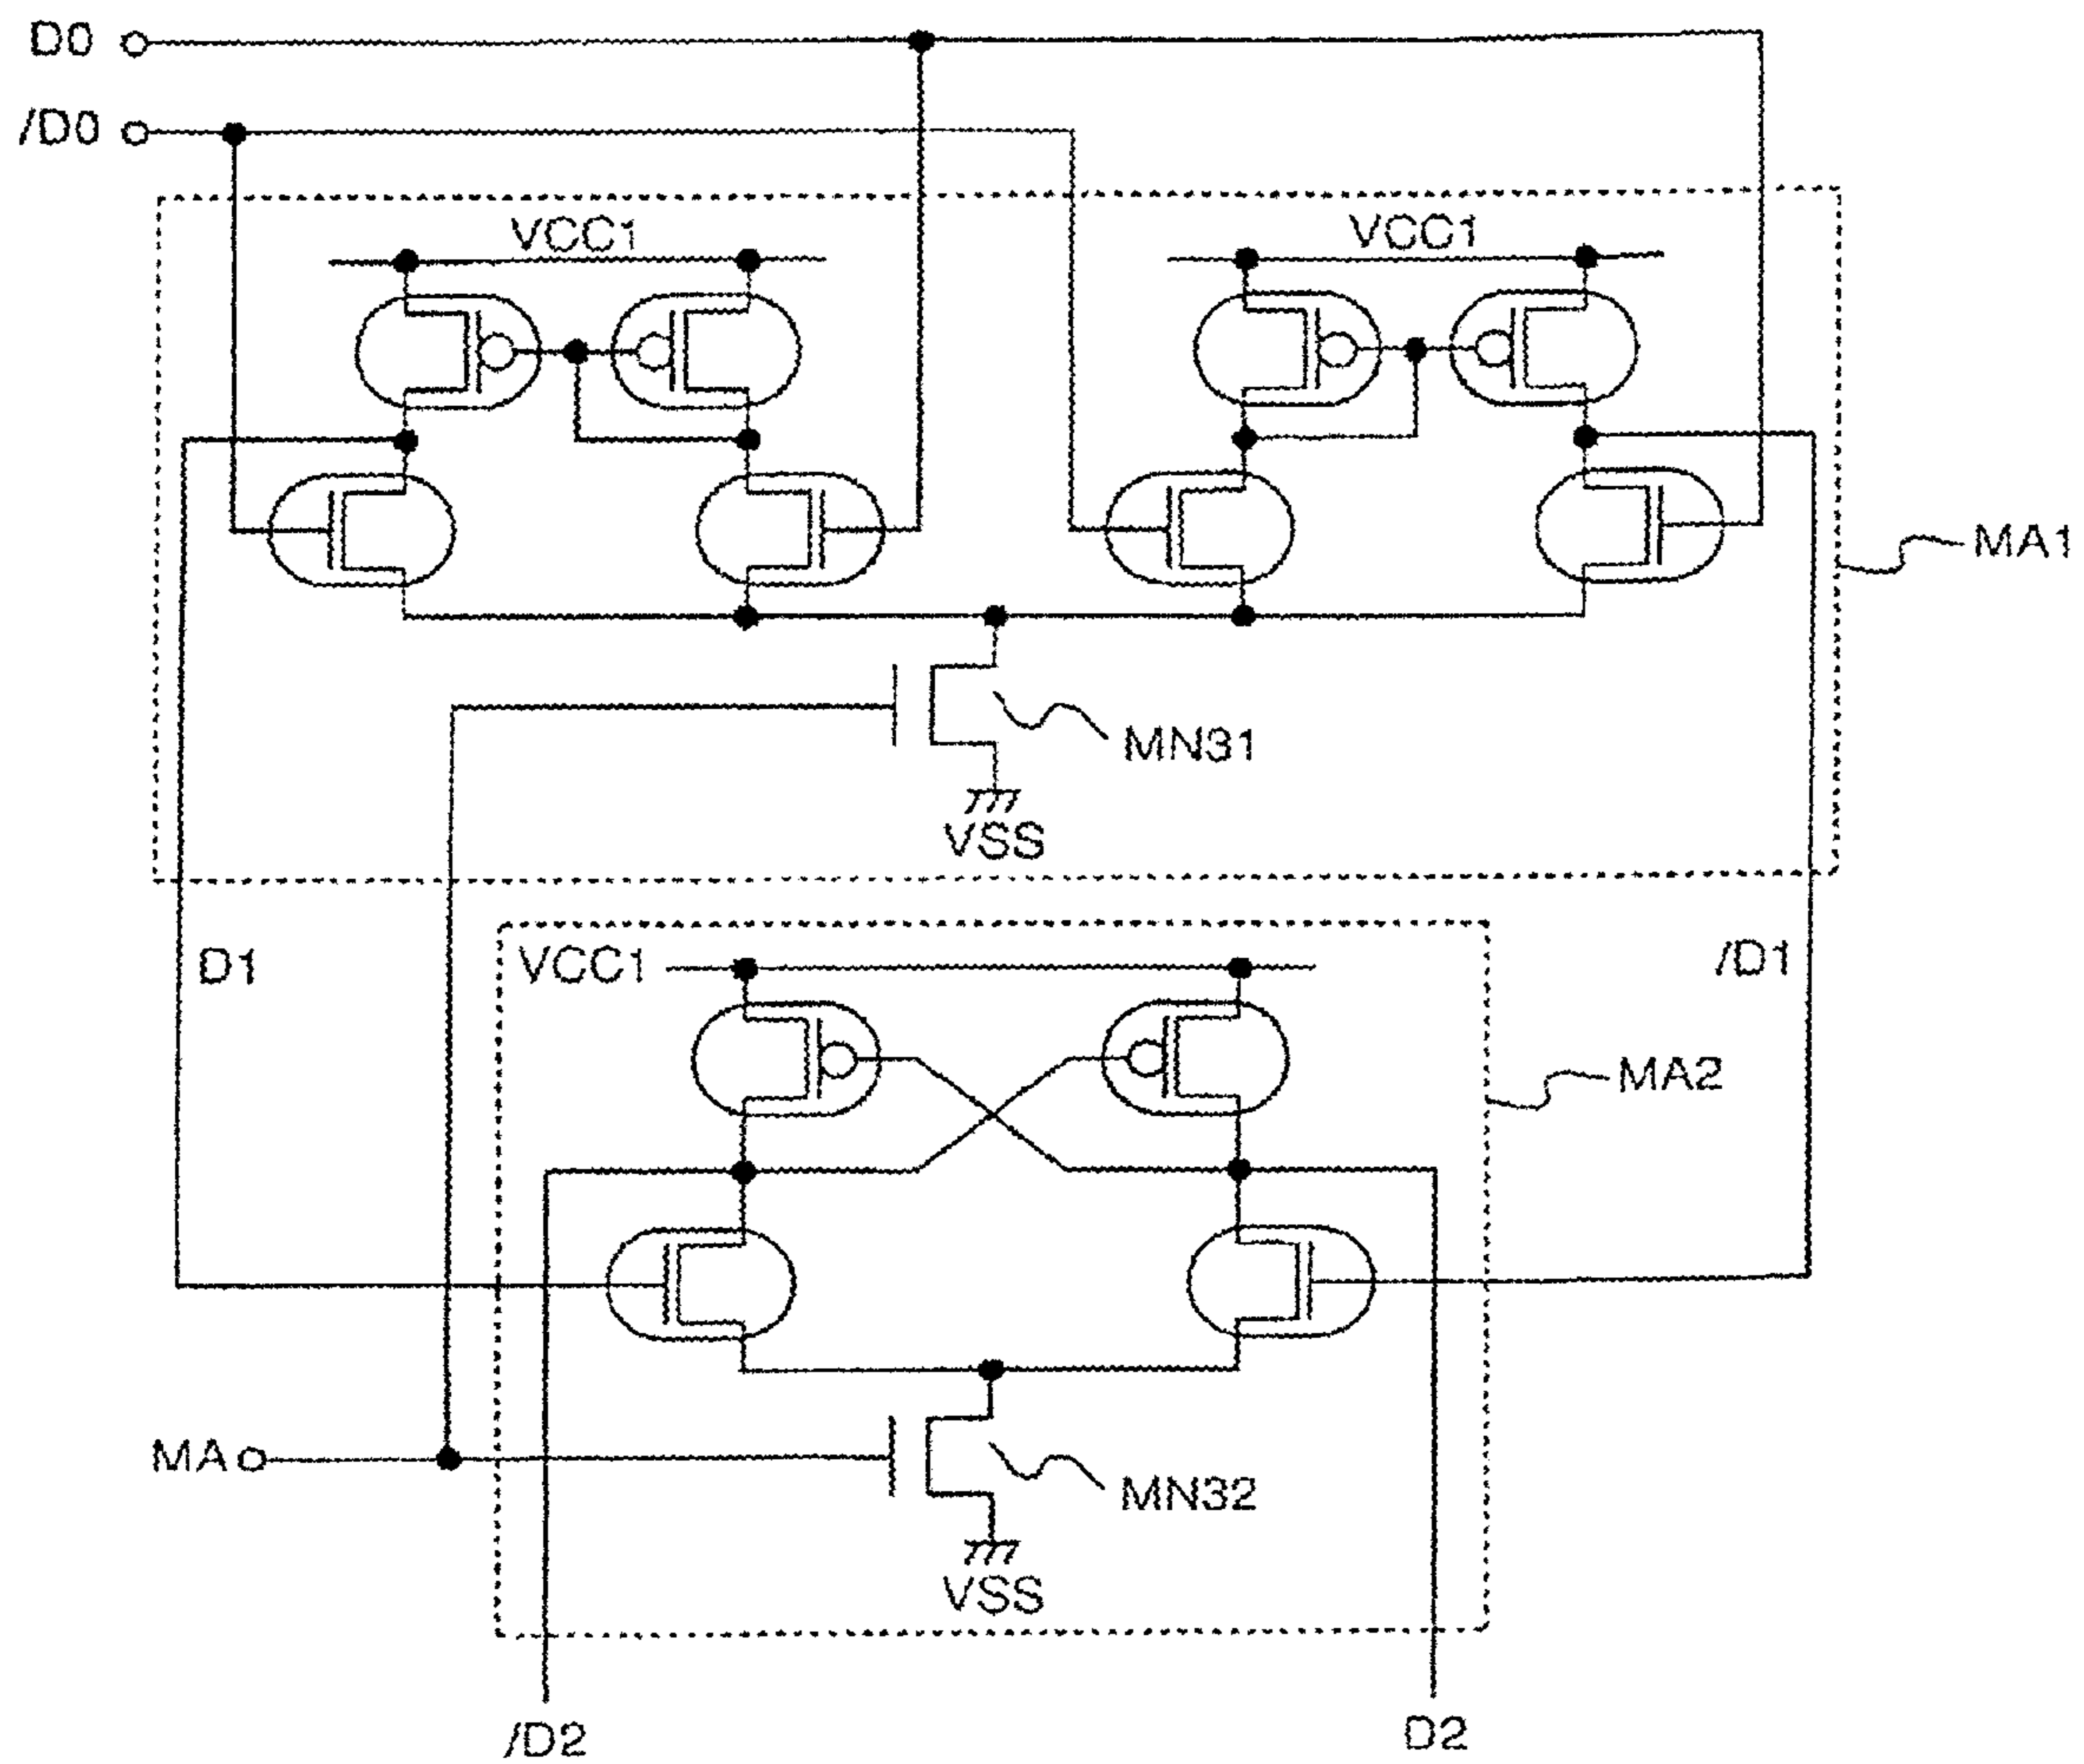 D0
/D0
VCC1
VCC1
MA1
MN31
VSS
D1
VCC1
/D1
MA2
MA
MN32
VSS
/D2
D2